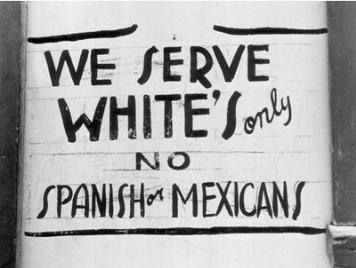 WE SERVE
WHITE'S only
NO
SPANISH or MEXICANS